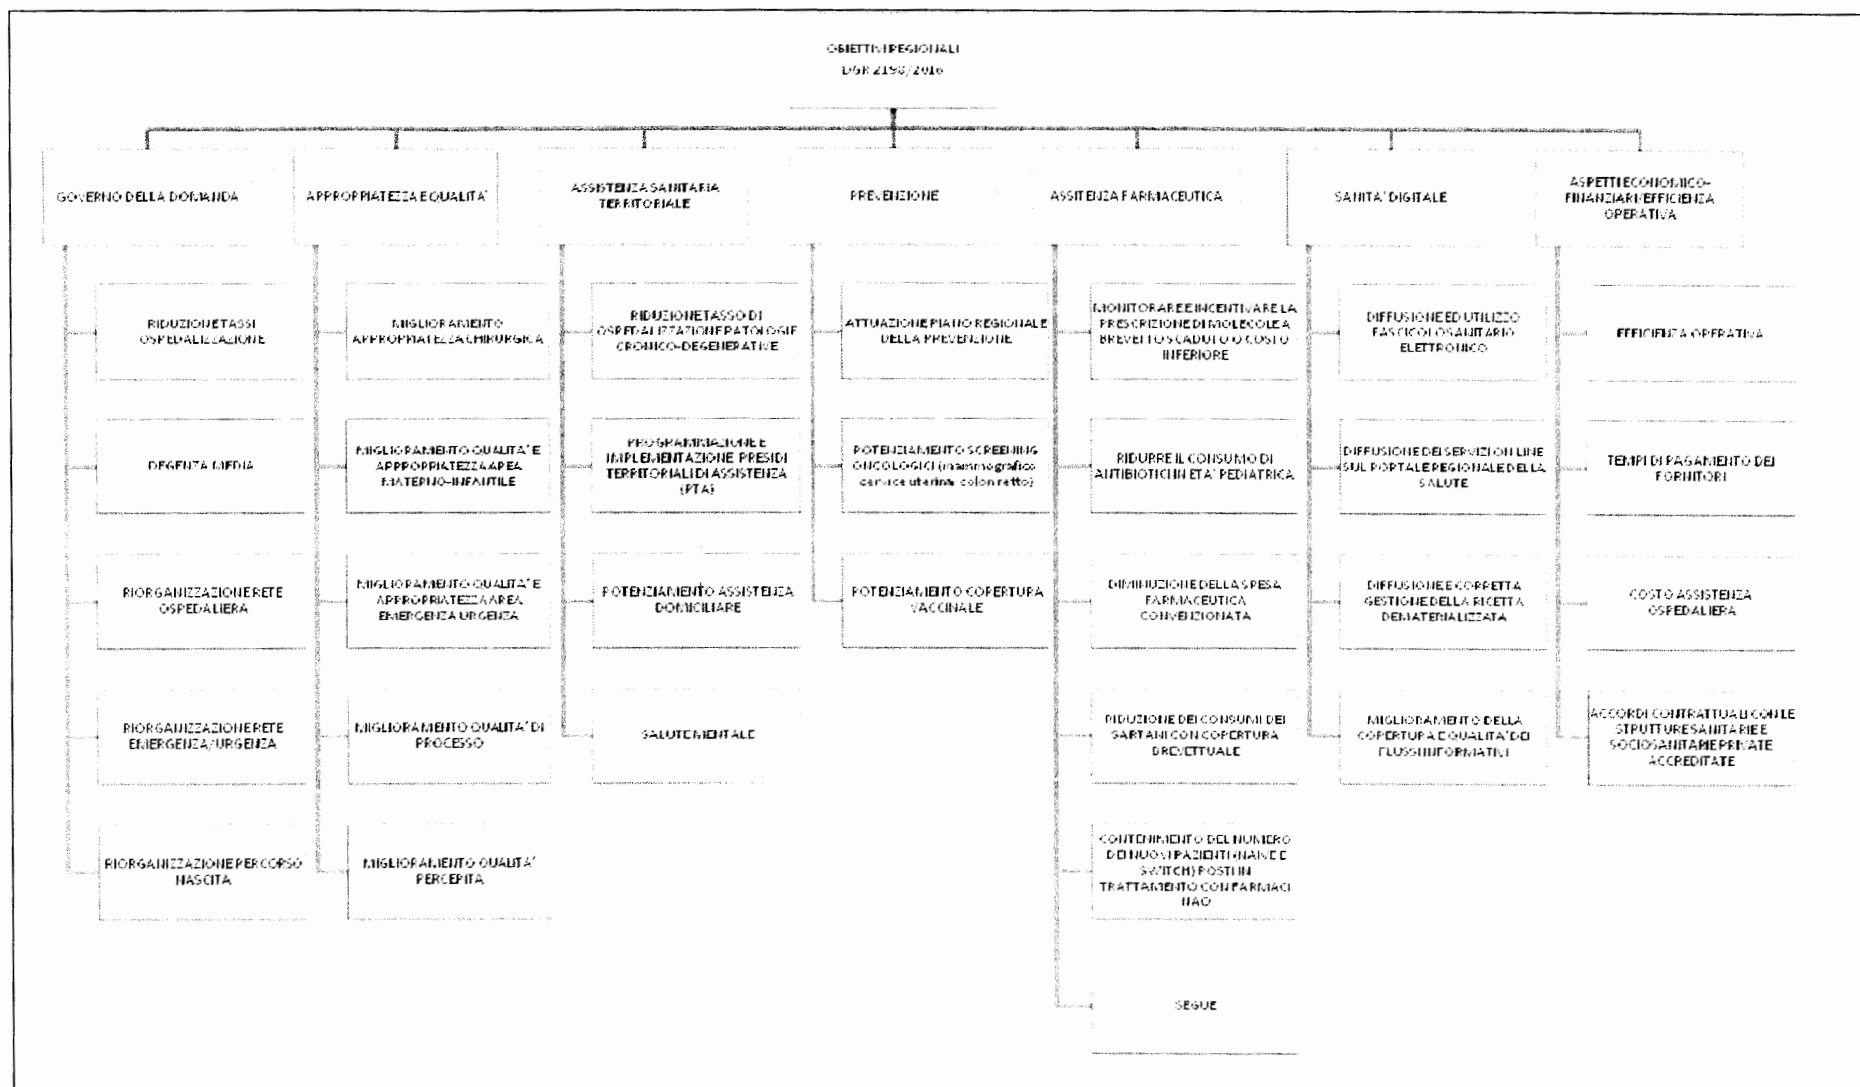 OBIETTIVI REGIONALI
DGR 2198/2016
GOVERNO DELLA DOMANDA
RIDUZIONE TASSI
OSPEDALIZZAZIONE
DEGENZA MEDIA
RIORGANIZZAZIONE RETE
OSPEDALIERA
RIORGANIZZAZIONE RETE
EMERGENZA/URGENZA
RIORGANIZZAZIONE PERCORSO
NASCITA
APPROPIATEZZA E QUALITA'
MIGLIORAMENTO
APPROPIATEZZA CHIRURGICA
MIGLIORAMENTO QUALITA' E
APPROPIATEZZA AREA
MATERNO-INFANTILE
MIGLIORAMENTO QUALITA' E
APPROPIATEZZA AREA
EMERGENZA URGENZA
MIGLIORAMENTO QUALITA' DI
PROCESSO
MIGLIORAMENTO QUALITA'
PERCEPITA
ASSISTENZA SANITARIA
TERRITORIALE
RIDUZIONE TASSO DI
OSPEDALIZZAZIONE PATOLOGIE
CRONICO-DEGENERATIVE
PROGRAMMAZIONE E
IMPLEMENTAZIONE PRESIDI
TERRITORIALI DI ASSISTENZA
(PTA)
POTENZIAMENTO ASSISTENZA
DOMICILIARE
SALUTE MENTALE
PREVENZIONE
ATTUAZIONE PIANO REGIONALE
DELLA PREVENZIONE
POTENZIAMENTO SCREENING
ONCOLOGICI (mammografico
cervice uterina colon retto)
POTENZIAMENTO COPERTURA
VACCINALE
ASSITENZA FARMACEUTICA
MONITORARE E INCENTIVARE LA
PRESCRIZIONE DI MOLECOLE A
BREVETTO SCADUTO O COSTO
INFERIORE
RIDURRE IL CONSUMO DI
ANTIBIOTICI IN ETA' PEDIATRICA
DIMINUZIONE DELLA SPESA
FARMACEUTICA
CONVENZIONATA
RIDUZIONE DEI CONSUMI DEI
SARTANI CON COPERTURA
BREVETTUALE
CONTENIMENTO DEL NUMERO
DEI NUOVI PAZIENTI (NAIVE E
SWITCH) POSTI IN
TRATTAMENTO CON FARMACI
NAO
SEGUE
SANITA' DIGITALE
DIFFUSIONE ED UTILIZZO
FASCICOLO SANITARIO
ELETTRONICO
DIFFUSIONE DEI SERVIZI ON LINE
SUL PORTALE REGIONALE DELLA
SALUTE
DIFFUSIONE E CORRETTA
GESTIONE DELLA RICETTA
DEMATERIALIZZATA
MIGLIORAMENTO DELLA
COPERTURA E QUALITA' DEI
FLUSSI INFORMATIVI
ASPETTI ECONOMICO-
FINANZIARI/EFFICIENZA
OPERATIVA
EFFICIENZA OPERATIVA
TEMPI DI PAGAMENTO DEI
FORNITORI
COSTO ASSISTENZA
OSPEDALIERA
ACCORDI CONTRATTUALI CON LE
STRUTTURE SANITARIE E
SOCIOSANITARIE PRIVATE
ACCREDITATE